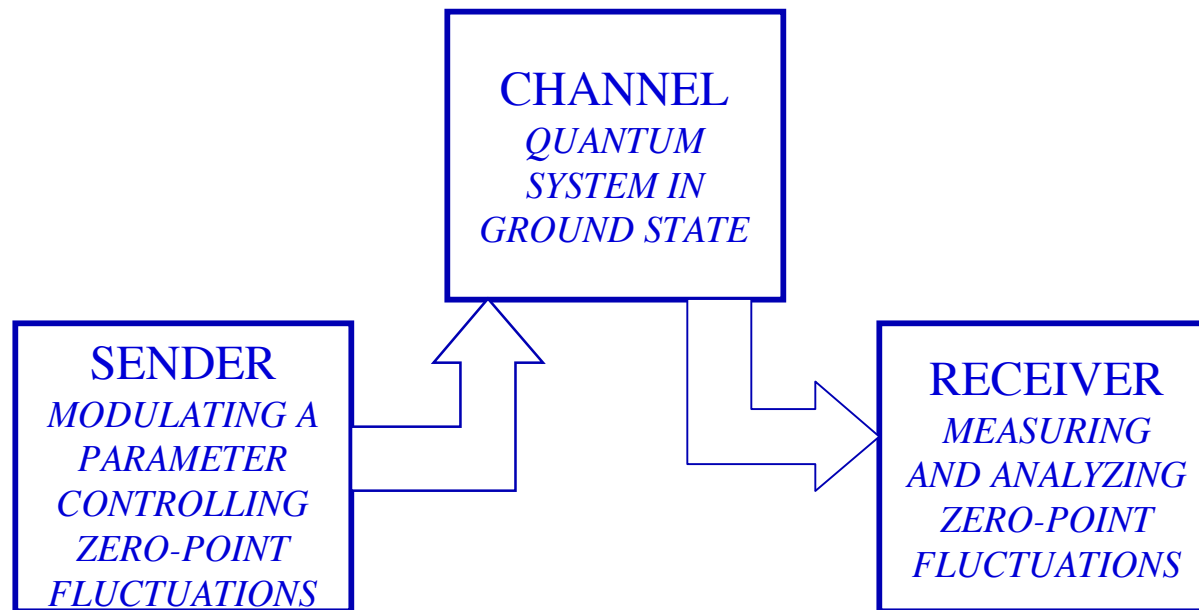 CHANNEL
QUANTUM
SYSTEM IN
GROUND STATE
SENDER
MODULATING A
PARAMETER
CONTROLLING
ZERO-POINT
FLUCTUATIONS
RECEIVER
MEASURING
AND ANALYZING
ZERO-POINT
FLUCTUATIONS